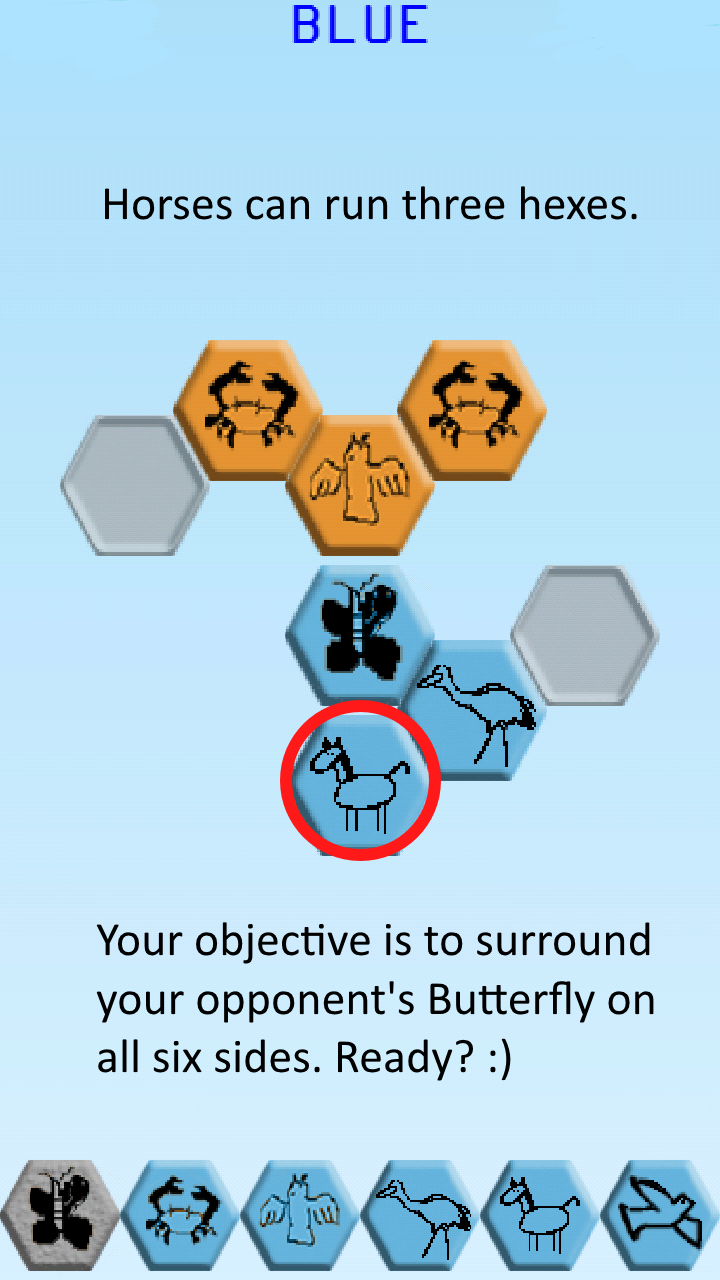 BLUE
Horses can run three hexes.
Your objective is to surround
your opponent's Butterfly on
all six sides. Ready? :)